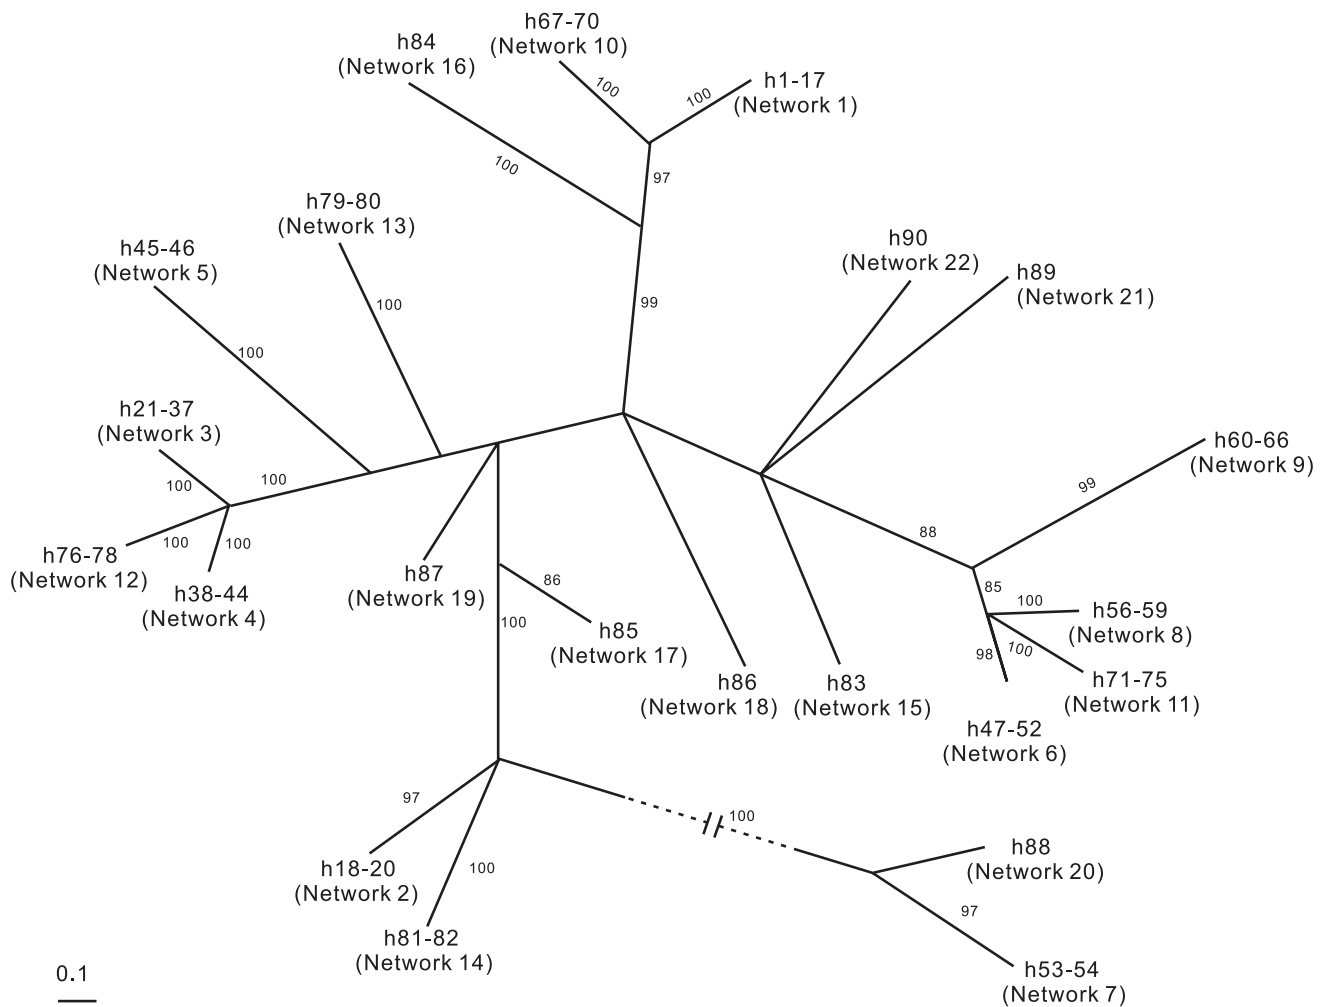 h67-70
(Network 10)
h84
(Network 16)
h1-17
(Network 1)
100
100
100
97
h79-80
(Network 13)
h45-46
(Network 5)
h90
(Network 22)
h89
(Network 21)
100
99
100
h21-37
(Network 3)
h60-66
(Network 9)
100
100
99
88
100
100
h76-78
(Network 12)
h38-44
(Network 4)
h87
(Network 19)
86
85
100
h56-59
(Network 8)
100
h85
(Network 17)
98
100
h86
(Network 18)
h83
(Network 15)
h71-75
(Network 11)
h47-52
(Network 6)
97
100
h18-20
(Network 2)
100
h88
(Network 20)
97
h81-82
(Network 14)
h53-54
(Network 7)
0.1